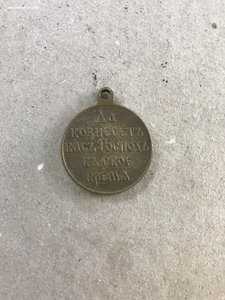 Да
вознесетъ
васъ Господь
въ свое
время